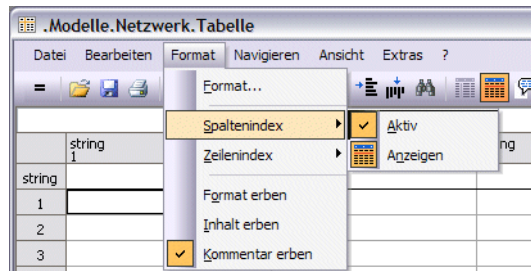 .Modelle.Netzwerk.Tabelle
Datei Bearbeiten Format Navigieren Ansicht Extras ?
=
Format...
Spaltenindex
Aktiv
string
1
ng
Zeilenindex
Anzeigen
string
1
Format erben
2
Inhalt erben
3
Kommentar erben